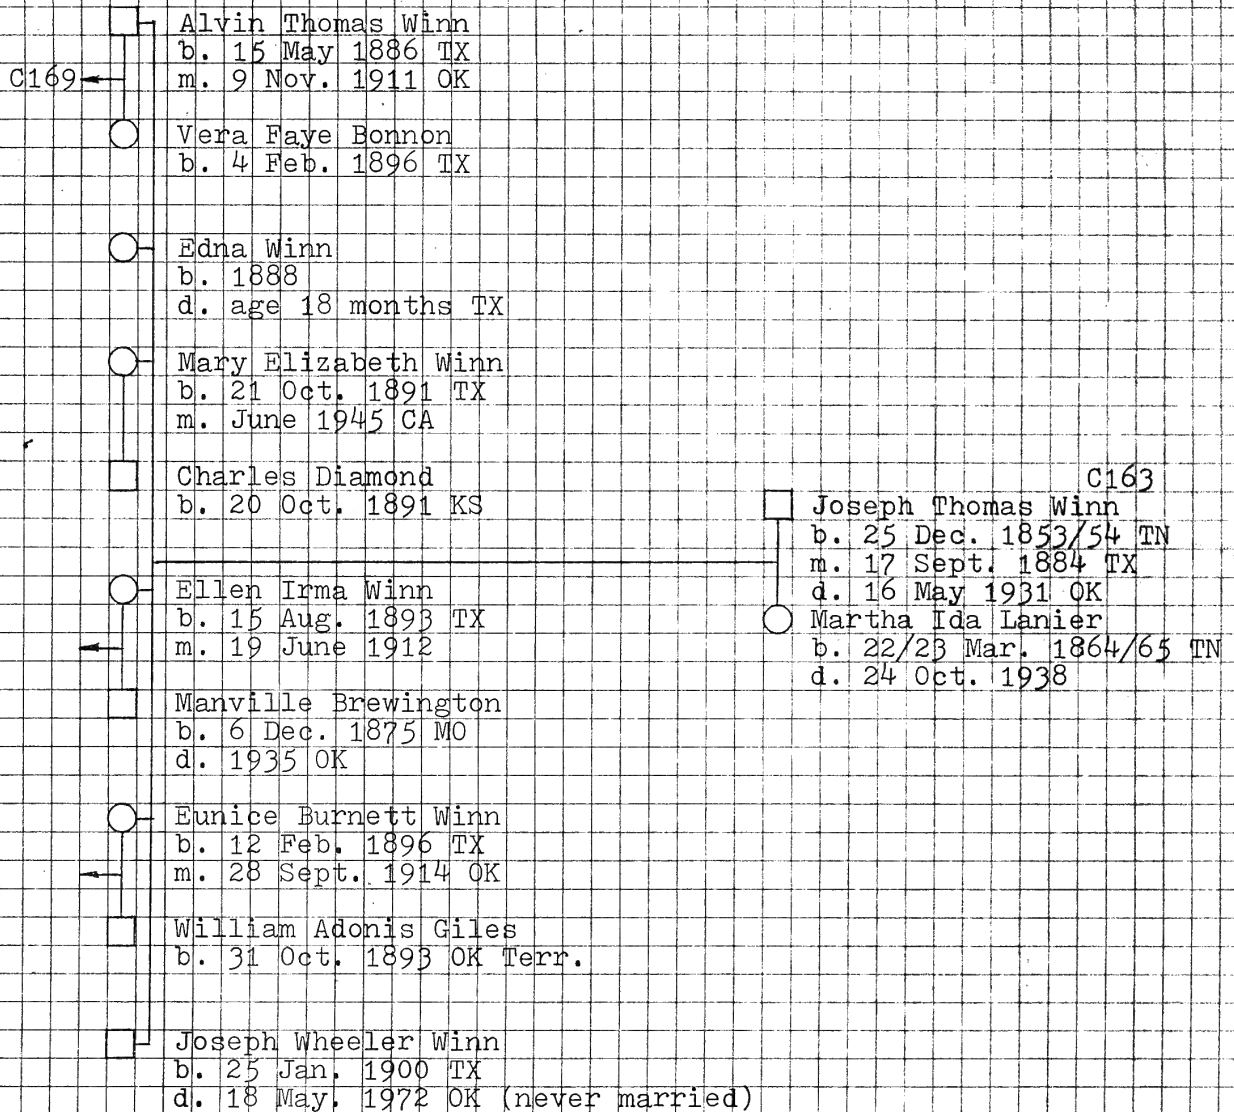 Alvin Thomas Winn
b. 15 May 1886 TX
C169 m. 9 Nov. 1911 OK
Vera Faye Bonnon
b. 4 Feb. 1896 TX
Edna Winn
b. 1888
d. age 18 months TX
Mary Elizabeth Winn
b. 21 Oct. 1891 TX
m. June 1945 CA
Charles Diamond
b. 20 Oct. 1891 KS
Ellen Irma Winn
b. 15 Aug. 1893 TX
m. 19 June 1912
Manville Brewington
b. 6 Dec. 1875 MO
d. 1935 OK
Eunice Burnett Winn
b. 12 Feb. 1896 TX
m. 28 Sept. 1914 OK
William Adonis Giles
b. 31 Oct. 1893 OK Terr.
Joseph Wheeler Winn
b. 25 Jan. 1900 TX
d. 18 May. 1972 OK (never married)
C163
Joseph Thomas Winn
b. 25 Dec. 1853/54 TN
m. 17 Sept. 1884 TX
d. 16 May 1931 OK
Martha Ida Lanier
b. 22/23 Mar. 1864/65 TN
d. 24 Oct. 1938